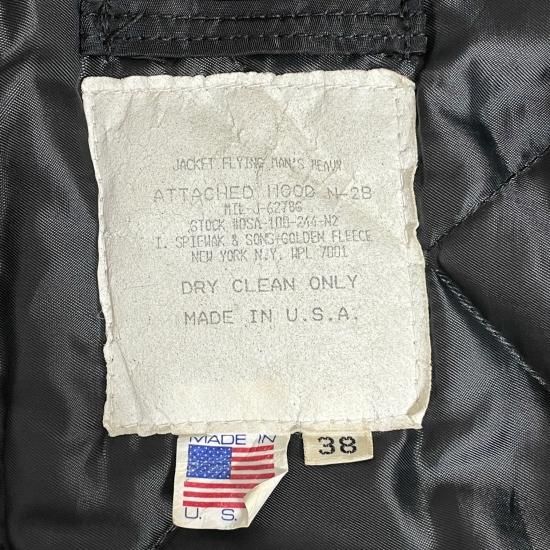 JACKET FLYING MAN'S HEAVY
ATTACHED HOOD N-2B
MIL-J-6278G
STOCK #DSA-100-244-N2
I. SPIEWAK & SONS/GOLDEN FLEECE
NEW YORK N.Y. WPL 7001
DRY CLEAN ONLY
MADE IN U.S.A.
MADE IN
U. S.
38